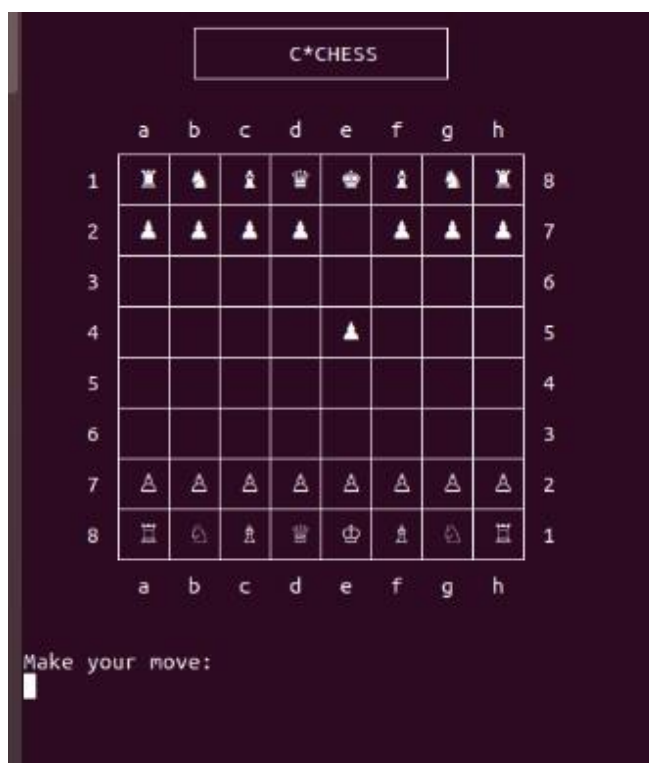 C*CHESS
a b c d e f g h
1 ♜ ♞ ♝ ♛ ♚ ♝ ♞ ♜ 8
2 ♟ ♟ ♟ ♟ ♟ ♟ ♟ 7
3 6
4 ♟ 5
5 4
6 3
7 ♙ ♙ ♙ ♙ ♙ ♙ ♙ ♙ 2
8 ♖ ♘ ♗ ♕ ♔ ♗ ♘ ♖ 1
a b c d e f g h
Make your move: